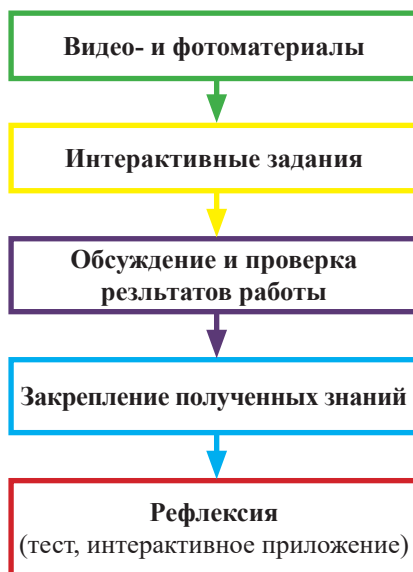 Видео- и фотоматериалы
Интерактивные задания
Обсуждение и проверка
резльтатов работы
Закрепление полученных знаний
Рефлексия
(тест, интерактивное приложение)